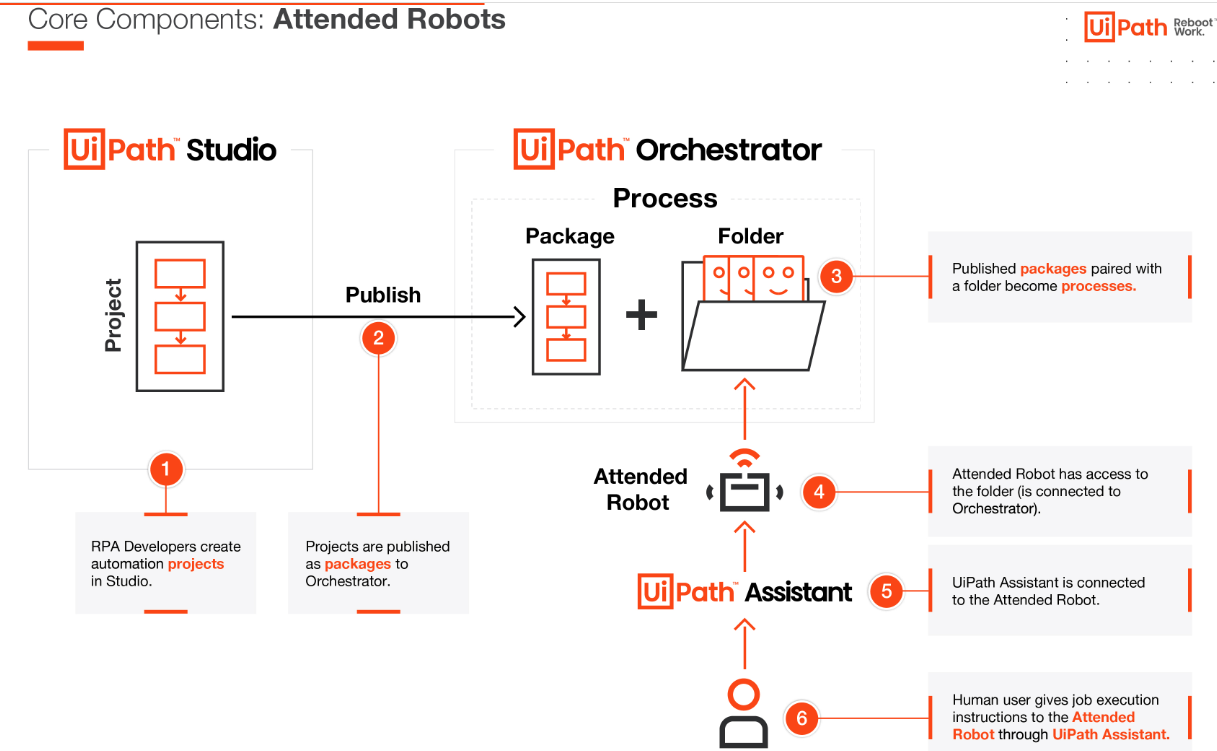 Core Components: Attended Robots
UiPath Reboot
Work.
UiPath™ Studio
UiPath™ Orchestrator
Process
Package
Folder
Project
Publish
3
Published packages paired with
a folder become processes.
2
1
Attended
Robot
4
Attended Robot has access to
the folder (is connected to
Orchestrator).
RPA Developers create
automation projects
in Studio.
Projects are published
as packages to
Orchestrator.
UiPath™ Assistant
5
UiPath Assistant is connected
to the Attended Robot.
6
Human user gives job execution
instructions to the Attended
Robot through UiPath Assistant.